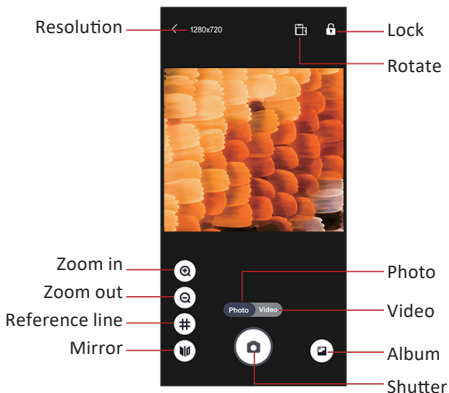 Resolution
1280x720
Lock
Rotate
Zoom in
Zoom out
Reference line
Mirror
Photo Video
Photo
Video
Album
Shutter